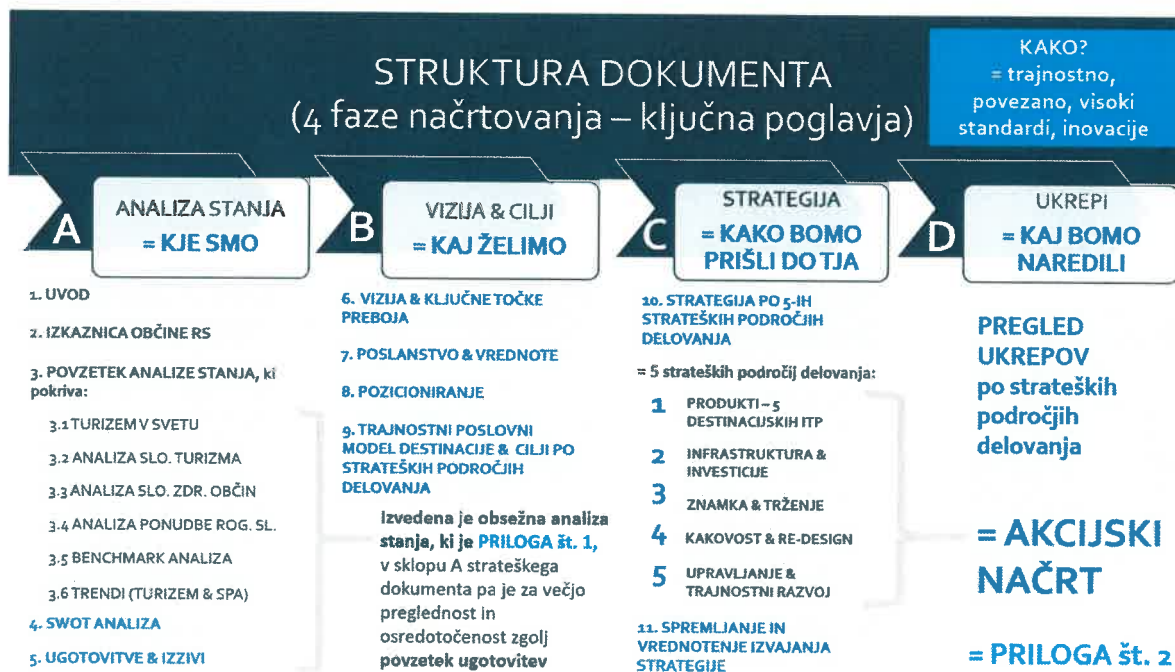 STRUKTURA DOKUMENTA
(4 faze načrtovanja – ključna poglavja)
KAKO?
= trajnostno,
povezano, visoki
standardi, inovacije
A
ANALIZA STANJA
= KJE SMO
1. UVOD
2. IZKAZNICA OBČINE RS
3. POVZETEK ANALIZE STANJA, ki
pokriva:
3.1 TURIZEM V SVETU
3.2 ANALIZA SLO. TURIZMA
3.3 ANALIZA SLO. ZDR. OBČIN
3.4 ANALIZA PONUDBE ROG. SL.
3.5 BENCHMARK ANALIZA
3.6 TRENDI (TURIZEM & SPA)
4. SWOT ANALIZA
5. UGOTOVITVE & IZZIVI
B
VIZIJA & CILJI
= KAJ ŽELIMO
6. VIZIJA & KLJUČNE TOČKE
PREBOJA
7. POSLANSTVO & VREDNOTE
8. POZICIONIRANJE
9. TRAJNOSTNI POSLOVNI
MODEL DESTINACIJE & CILJI PO
STRATEŠKIH PODROČJIH
DELOVANJA
Izvedena je obsežna analiza
stanja, ki je PRILOGA št. 1,
v sklopu A strateškega
dokumenta pa je za večjo
preglednost in
osredotočenost zgolj
povzetek ugotovitev
C
STRATEGIJA
= KAKO BOMO
PRIŠLI DO TJA
10. STRATEGIJA PO 5-IH
STRATEŠKIH PODROČJIH
DELOVANJA
= 5 strateških področij delovanja:
1 PRODUKTI – 5
DESTINACIJSKIH ITP
2 INFRASTRUKTURA &
INVESTICIJE
3 ZNAMKA & TRŽENJE
4 KAKOVOST & RE-DESIGN
5 UPRAVLJANJE &
TRAJNOSTNI RAZVOJ
11. SPREMLJANJE IN
VREDNOTENJE IZVAJANJA
STRATEGIJE
D
UKREPI
= KAJ BOMO
NAREDILI
PREGLED
UKREPOV
po strateških
področjih
delovanja
= AKCIJSKI
NAČRT
= PRILOGA št. 2